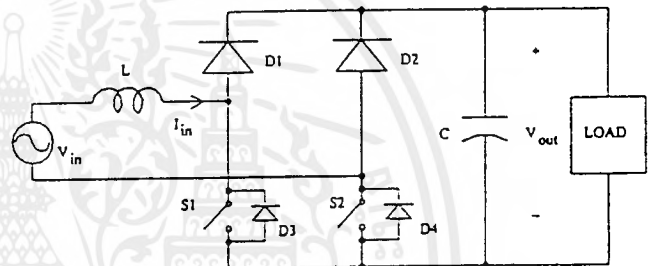 D1
D2
L
I_in
V_in
C
+
V_out
LOAD
S1
D3
S2
D4
−